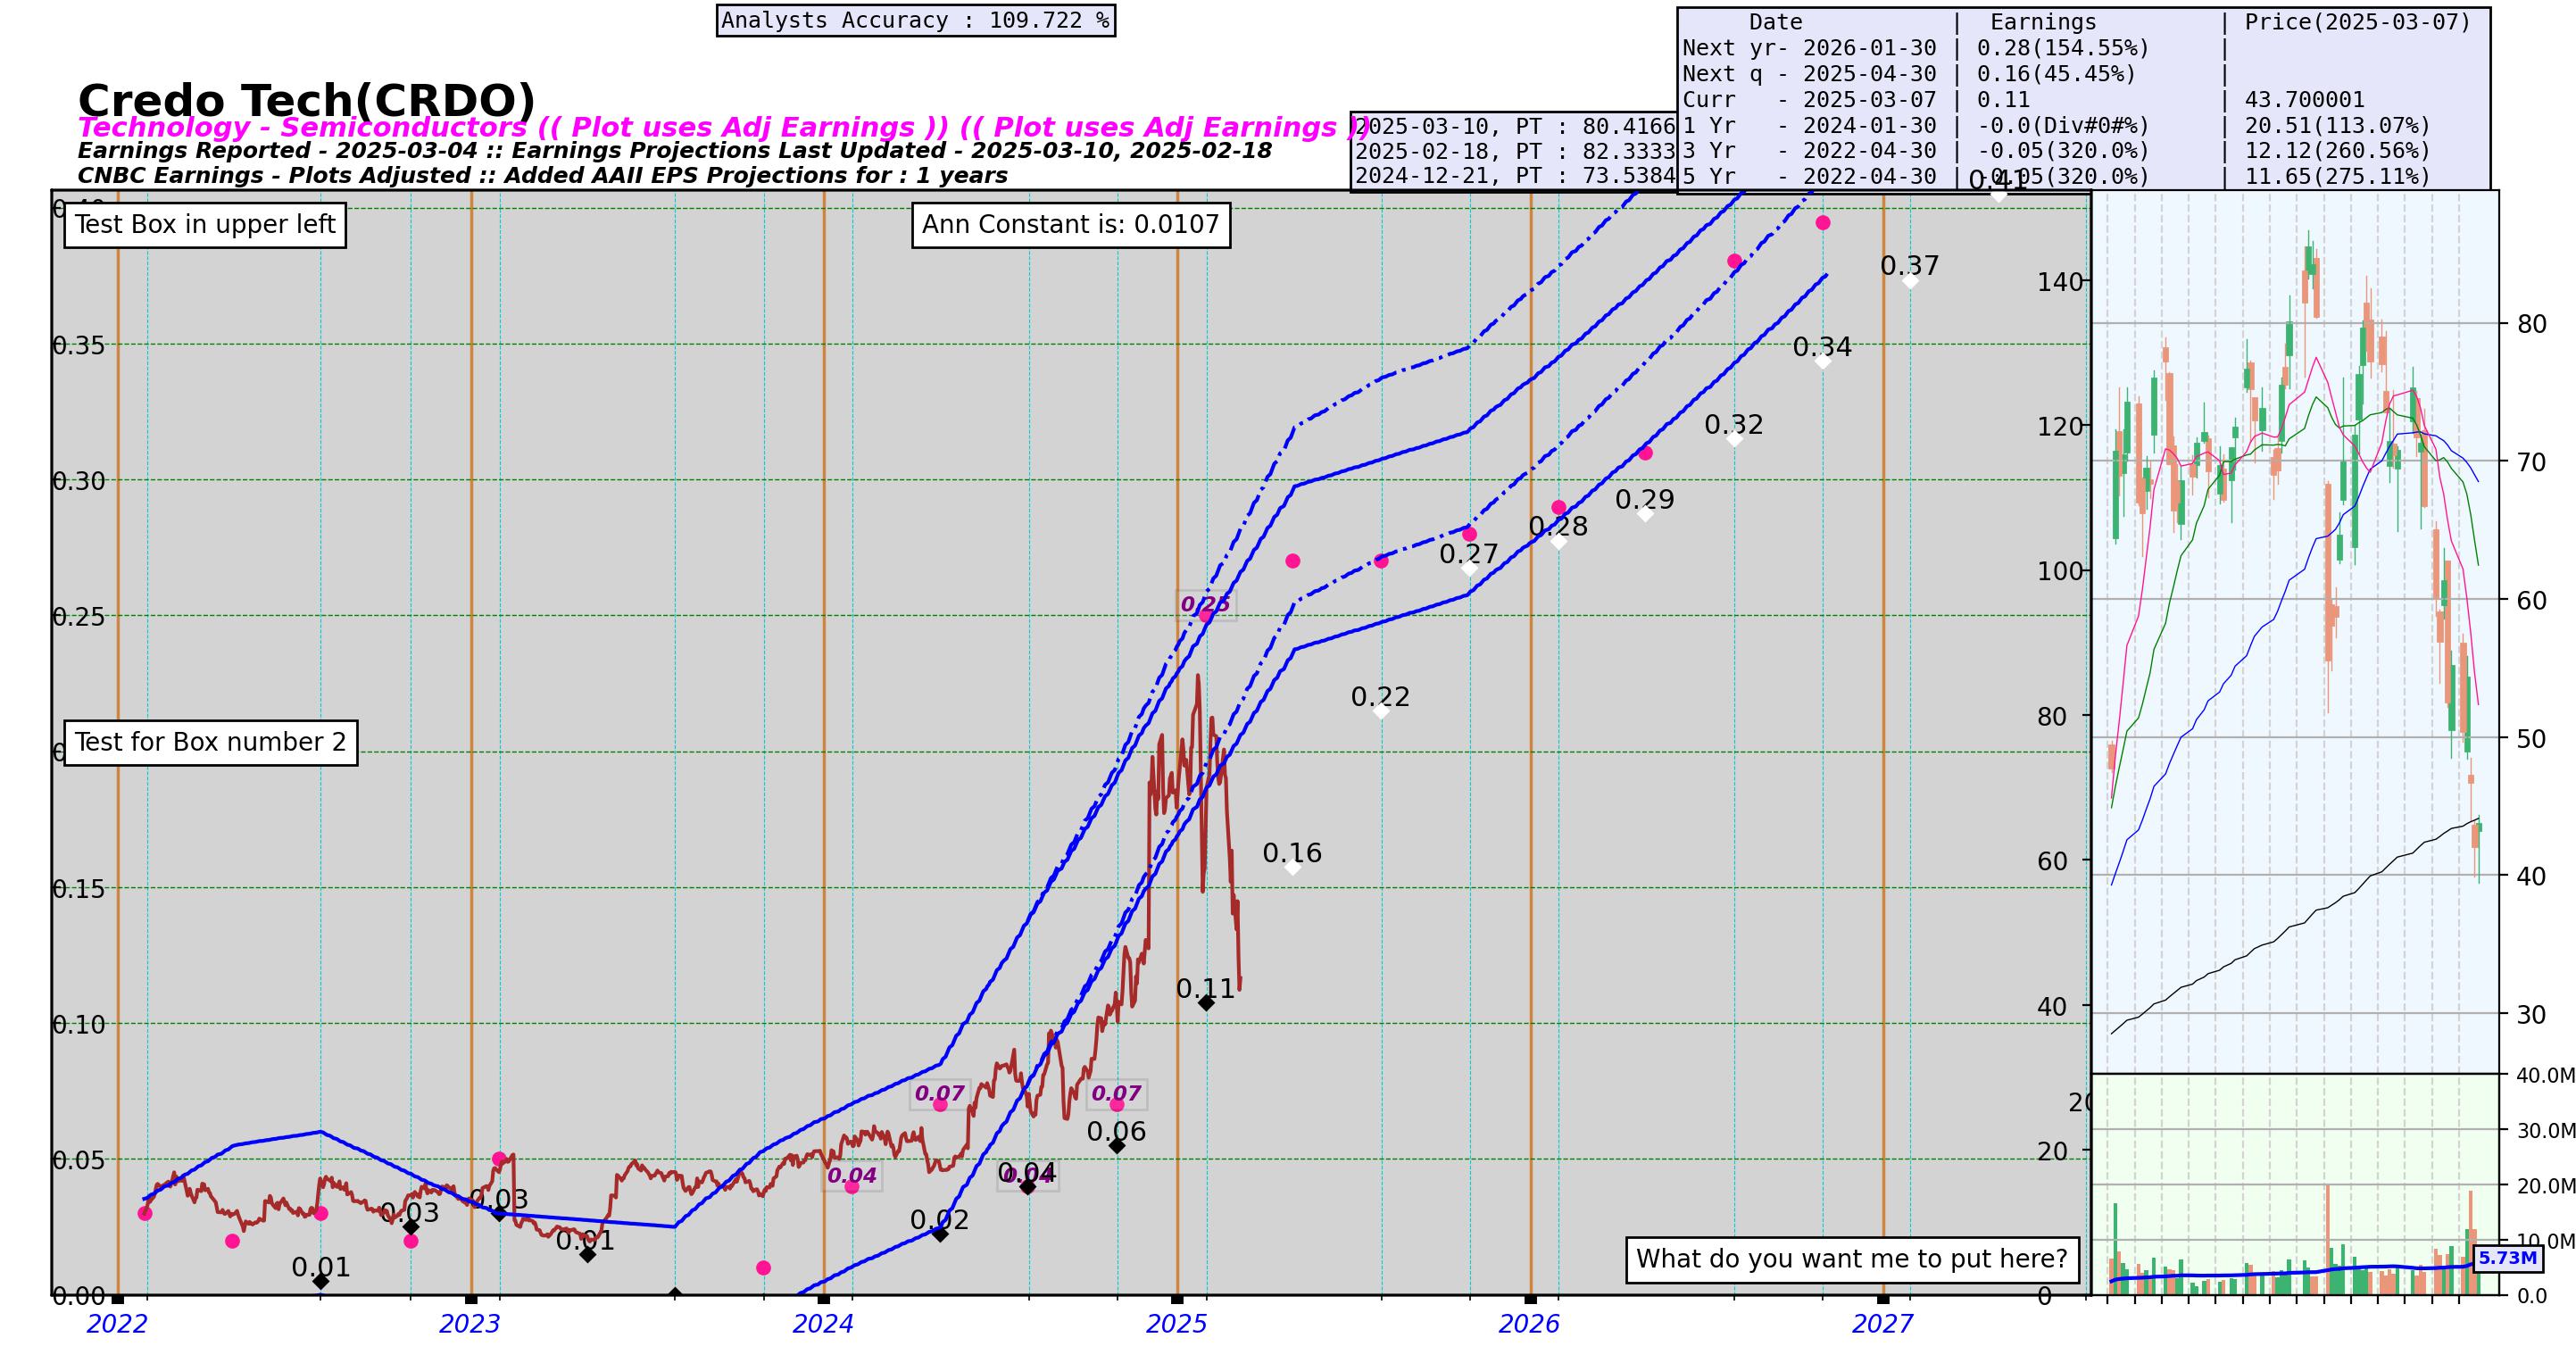 Analysts Accuracy : 109.722 %
Date | Earnings | Price(2025-03-07)
Next yr- 2026-01-30 | 0.28(154.55%) |
Next q - 2025-04-30 | 0.16(45.45%) |
Curr - 2025-03-07 | 0.11 | 43.700001
1 Yr - 2024-01-30 | -0.0(Div#0#%) | 20.51(113.07%)
3 Yr - 2022-04-30 | -0.05(320.0%) | 12.12(260.56%)
5 Yr - 2022-04-30 | -0.05(320.0%) | 11.65(275.11%)
Credo Tech(CRDO)
Technology - Semiconductors (( Plot uses Adj Earnings )) (( Plot uses Adj Earnings ))
Earnings Reported - 2025-03-04 :: Earnings Projections Last Updated - 2025-03-10, 2025-02-18
CNBC Earnings - Plots Adjusted :: Added AAII EPS Projections for : 1 years
2025-03-10, PT : 80.4166
2025-02-18, PT : 82.3333
2024-12-21, PT : 73.5384
Test Box in upper left
Ann Constant is: 0.0107
Test for Box number 2
What do you want me to put here?
0.35
0.30
0.25
0.15
0.10
0.05
0.00
0.01
0.03
0.03
0.01
0.04
0.07
0.02
0.04
0.07
0.06
0.25
0.11
0.16
0.22
0.27
0.28
0.29
0.32
0.34
0.37
0.41
140
120
100
80
60
40
20
0
80
70
60
50
40
30
40.0M
30.0M
20.0M
10.0M
5.73M
0.0
2022
2023
2024
2025
2026
2027